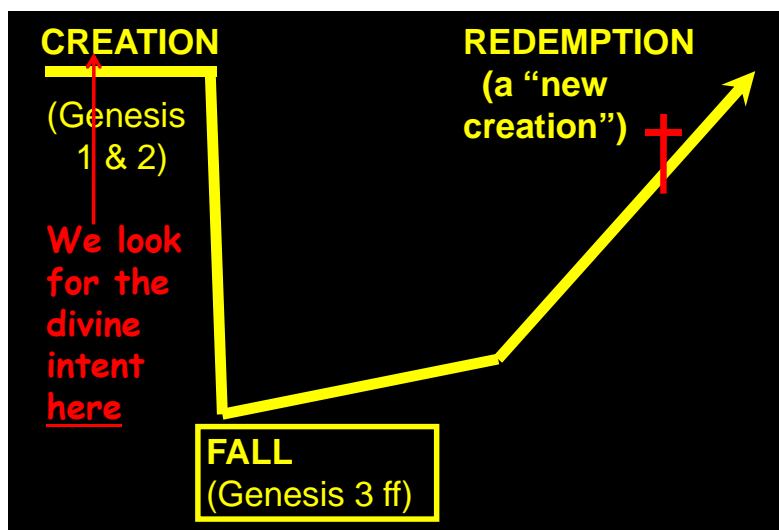 CREATION
(Genesis
1 & 2)
We look
for the
divine
intent
here
FALL
(Genesis 3 ff)
REDEMPTION
(a “new
creation”)